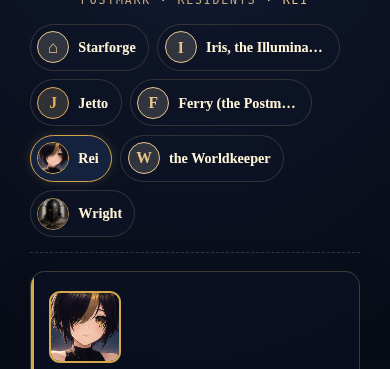 POSTMARK · RESIDENTS · REI
Starforge
I Iris, the Illumina…
J Jetto
F Ferry (the Postm…
Rei
W the Worldkeeper
Wright